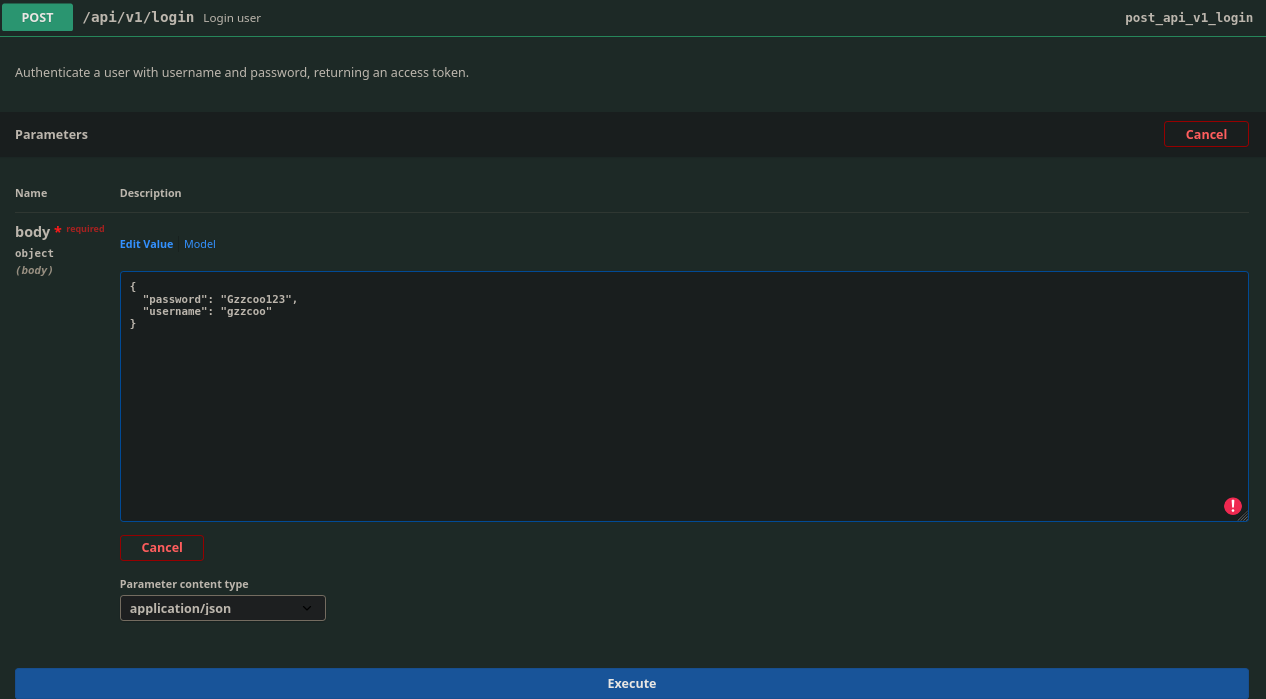 POST /api/v1/login Login user post_api_v1_login
Authenticate a user with username and password, returning an access token.
Parameters Cancel
Name Description
body * required
object
(body)
Edit Value Model
{
  "password": "Gzzcoo123",
  "username": "gzzcoo"
}
!
Cancel
Parameter content type
application/json
Execute